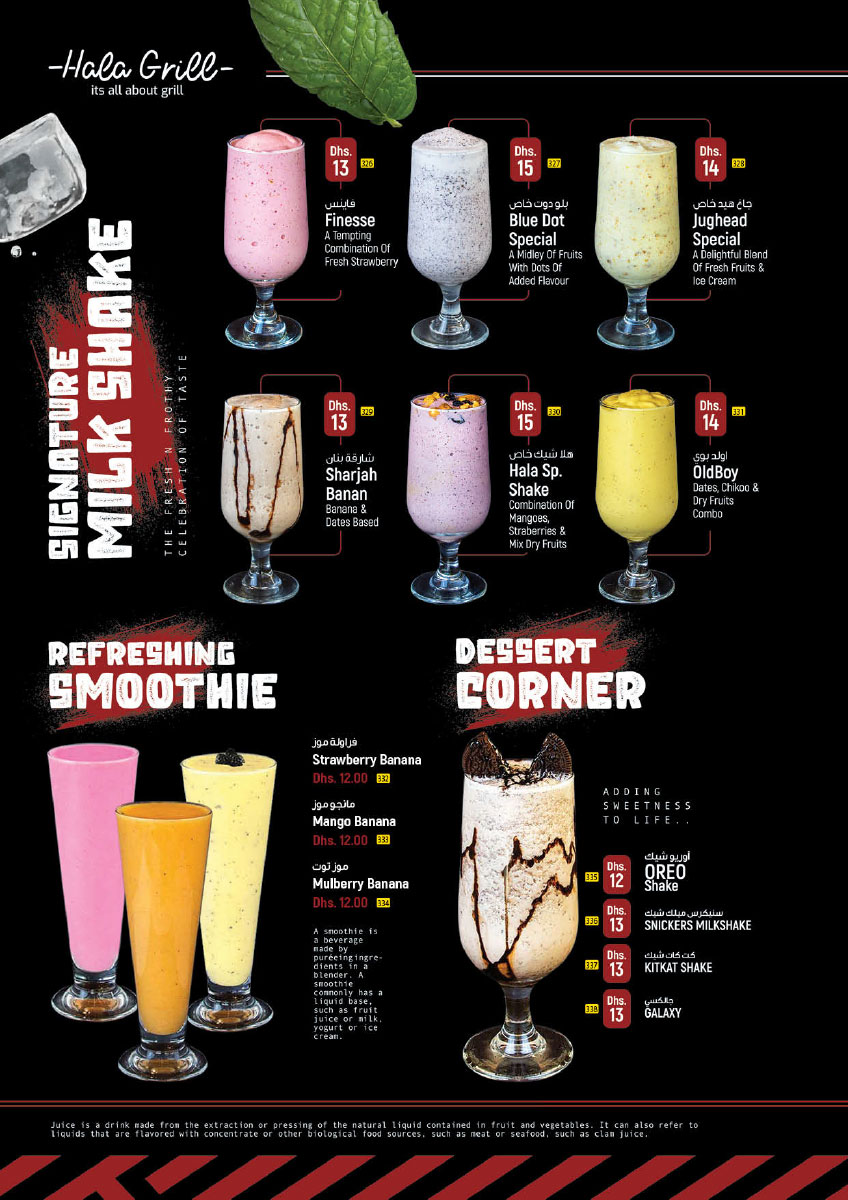 -Hala Grill-
its all about grill
SIGNATURE
MILK SHAKE
THE FRESH N FROTHY
CELEBRATION OF TASTE
Dhs.
13
326
فاينس
Finesse
A Tempting
Combination Of
Fresh Strawberry
Dhs.
15
327
بلو دوت خاص
Blue Dot
Special
A Midley Of Fruits
With Dots Of
Added Flavour
Dhs.
14
328
جاغ هيد خاص
Jughead
Special
A Delightful Blend
Of Fresh Fruits &
Ice Cream
Dhs.
13
329
شارقة بنان
Sharjah
Banan
Banana &
Dates Based
Dhs.
15
330
هلا شيك خاص
Hala Sp.
Shake
Combination Of
Mangoes,
Straberries &
Mix Dry Fruits
Dhs.
14
331
اولد بوي
OldBoy
Dates, Chikoo &
Dry Fruits
Combo
REFRESHING
SMOOTHIE
فراولة موز
Strawberry Banana
Dhs. 12.00 332
مانجو موز
Mango Banana
Dhs. 12.00 333
موز توت
Mulberry Banana
Dhs. 12.00 334
A smoothie is
a beverage
made by
puréeingingre-
dients in a
blender. A
smoothie
commonly has a
liquid base,
such as fruit
juice or milk,
yogurt or ice
cream.
DESSERT
CORNER
ADDING
SWEETNESS
TO LIFE..
335
Dhs.
12
أوريو شيك
OREO
Shake
336
Dhs.
13
سنيكرس ميلك شيك
SNICKERS MILKSHAKE
337
Dhs.
13
كت كات شيك
KITKAT SHAKE
338
Dhs.
13
جالكسي
GALAXY
Juice is a drink made from the extraction or pressing of the natural liquid contained in fruit and vegetables. It can also refer to
liquids that are flavored with concentrate or other biological food sources, such as meat or seafood, such as clam juice.